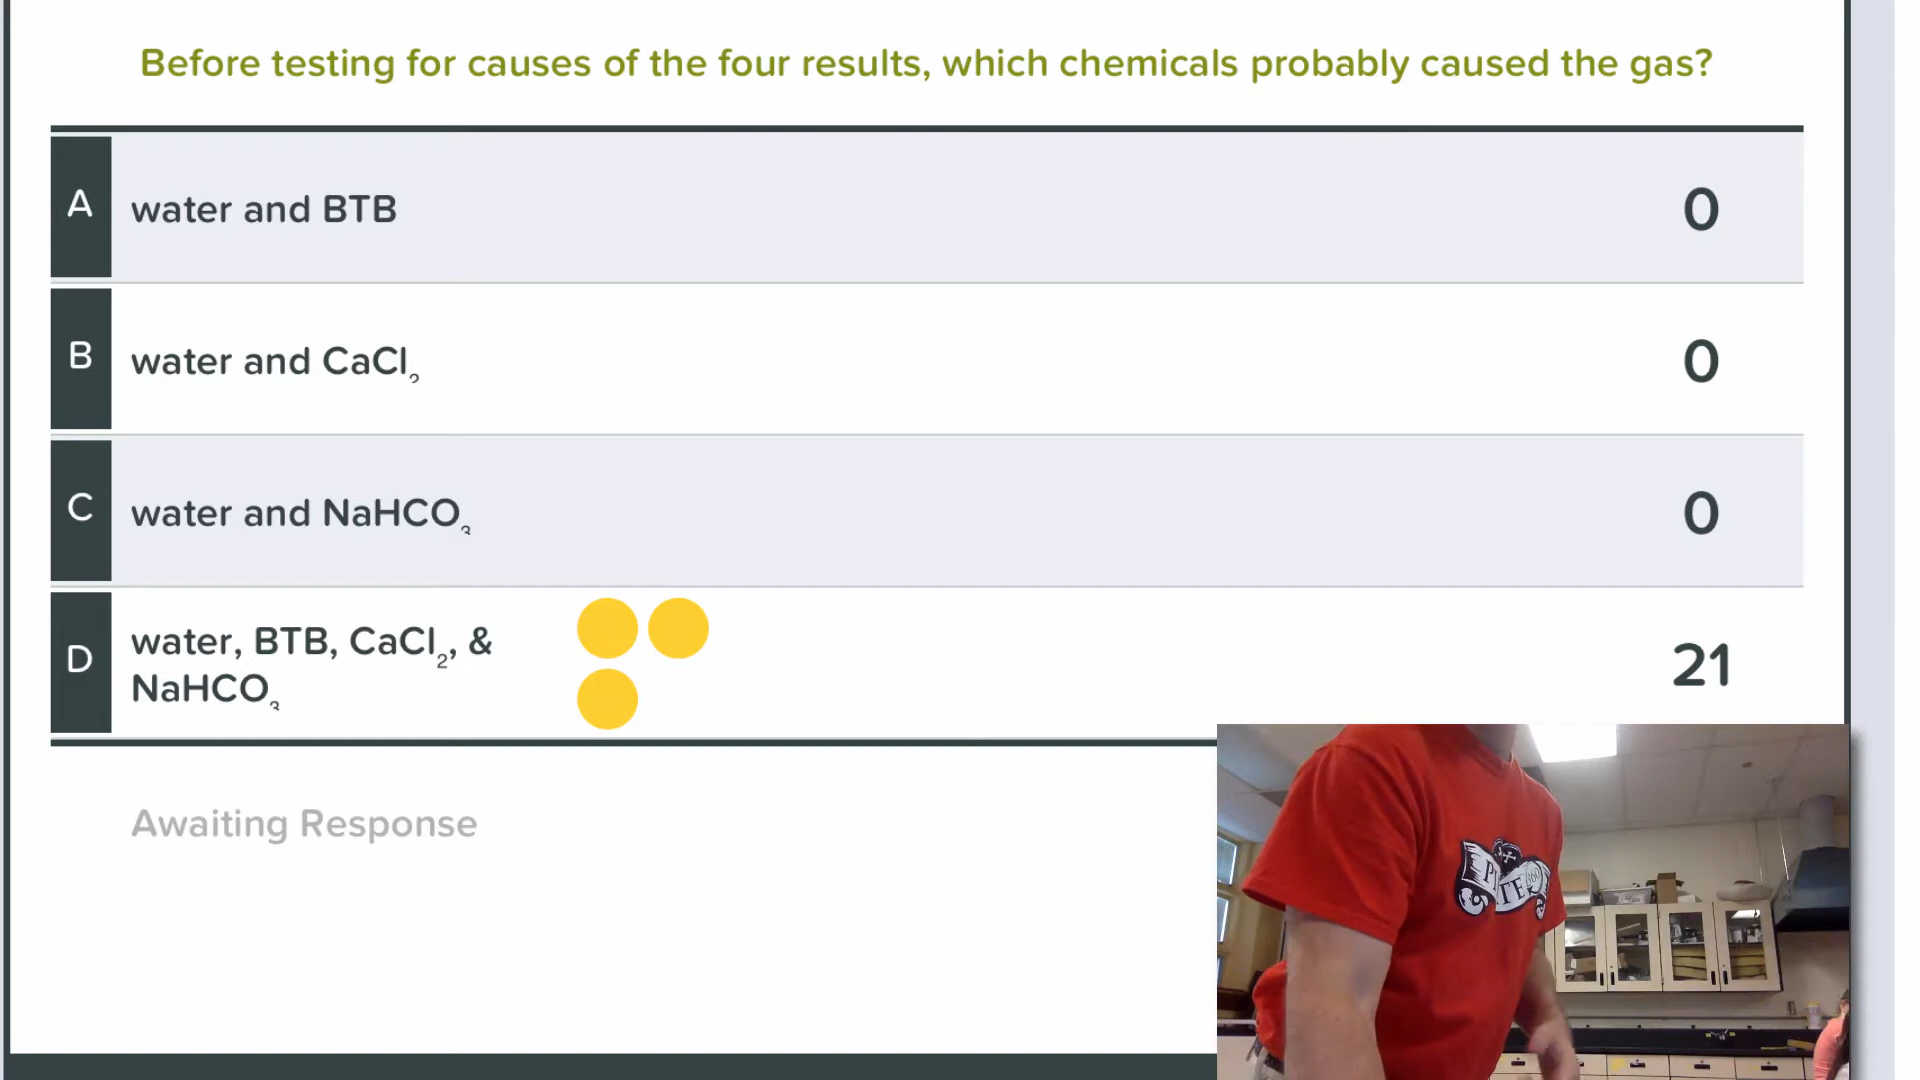 Before testing for causes of the four results, which chemicals probably caused the gas?
A water and BTB 0
B water and CaCl₂ 0
C water and NaHCO₃ 0
D water, BTB, CaCl₂, & 21
NaHCO₃
Awaiting Response